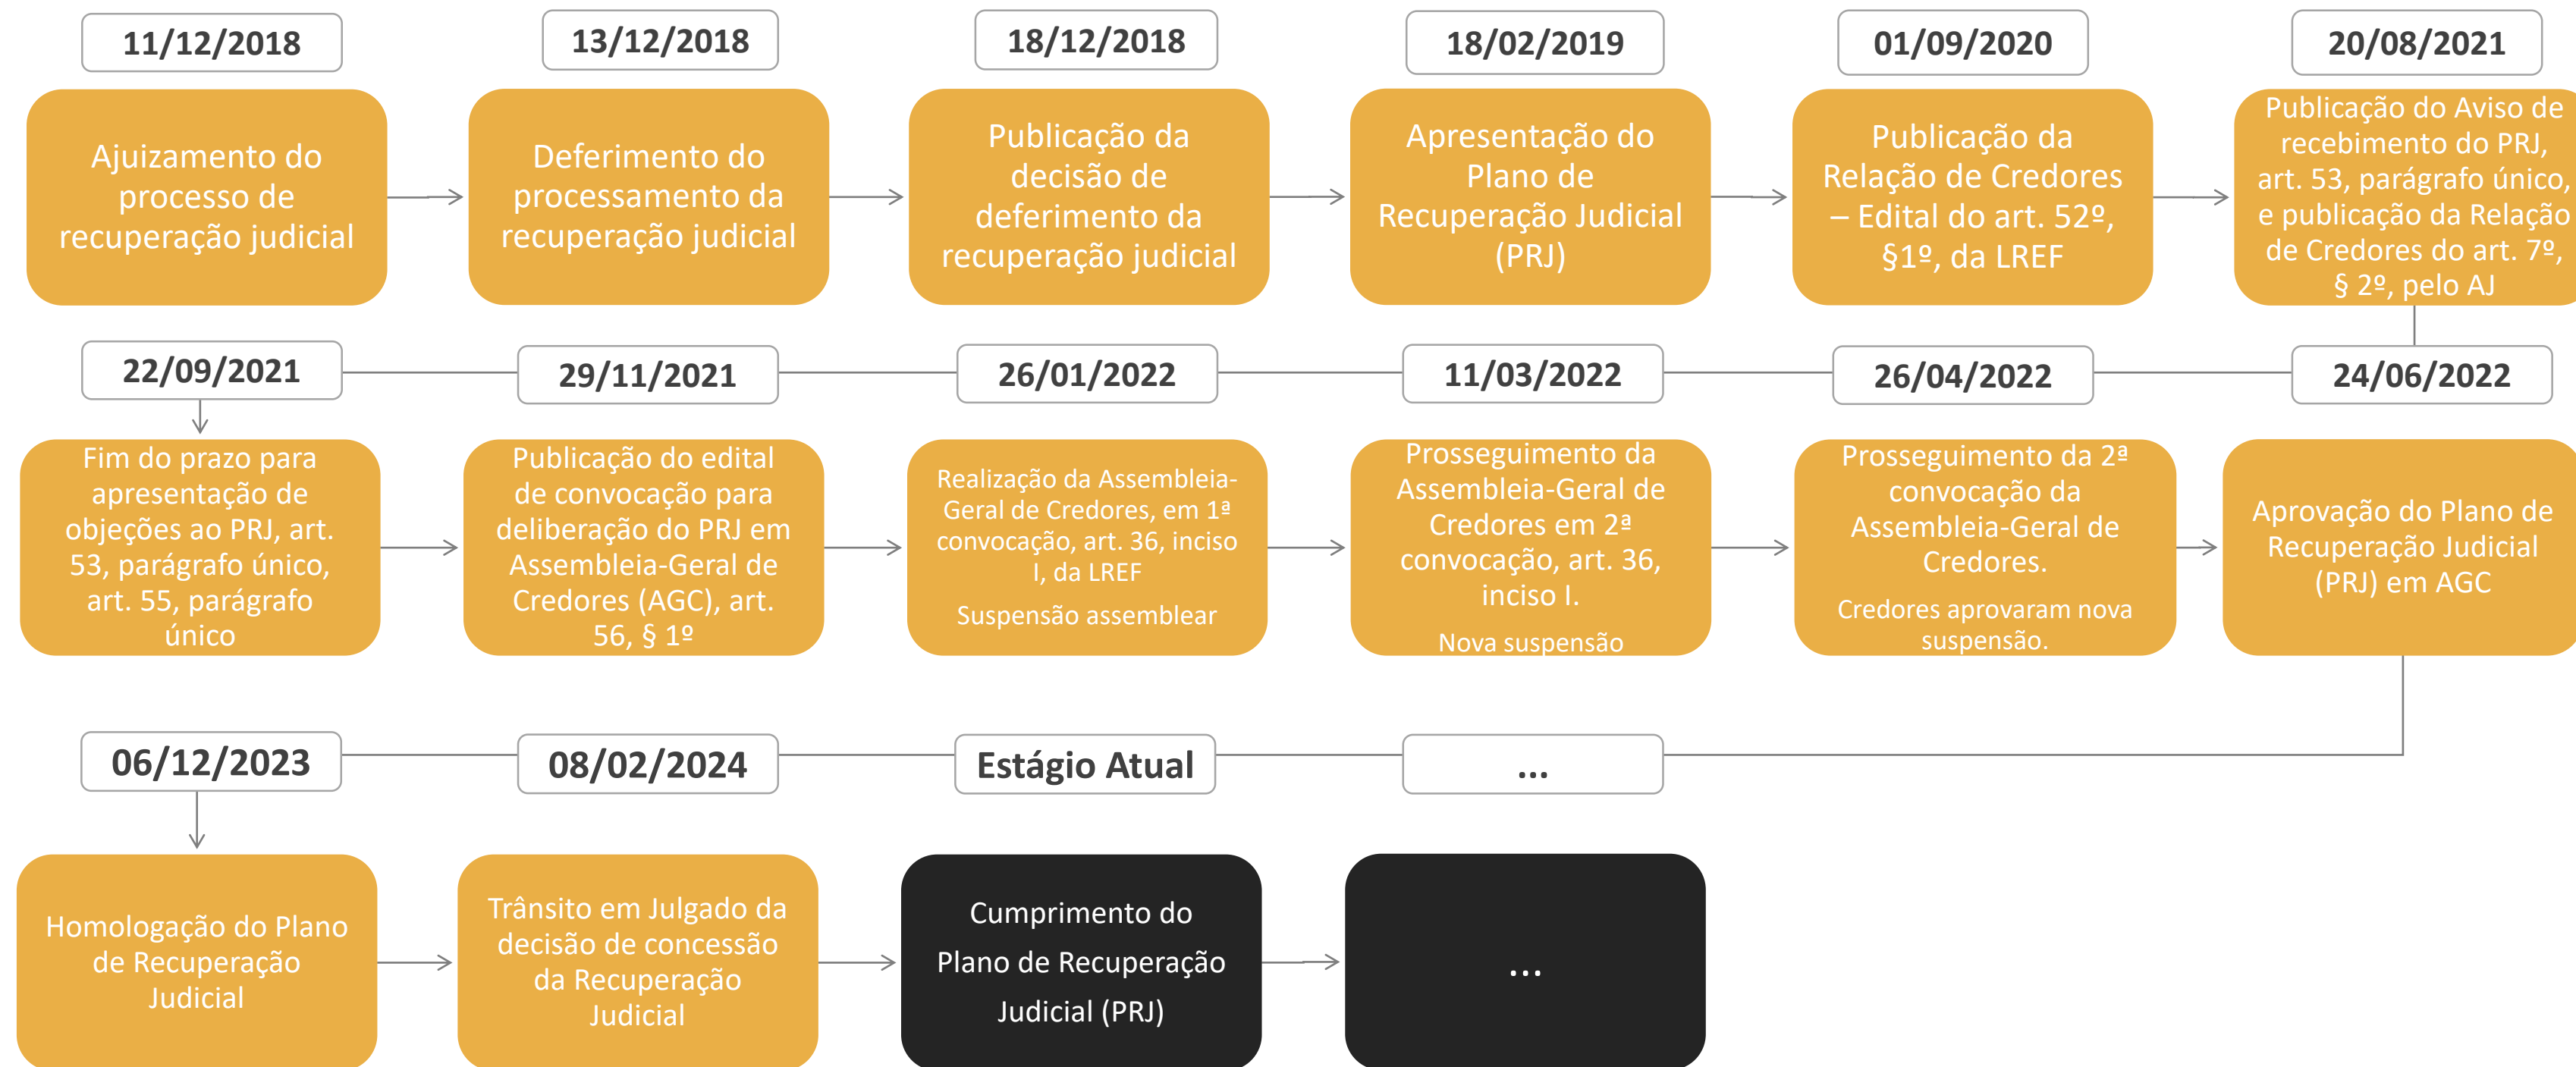 11/12/2018
13/12/2018
18/12/2018
18/02/2019
01/09/2020
20/08/2021
Ajuizamento do
processo de
recuperação judicial
Deferimento do
processamento da
recuperação judicial
Publicação da
decisão de
deferimento da
recuperação judicial
Apresentação do
Plano de
Recuperação Judicial
(PRJ)
Publicação da
Relação de Credores
– Edital do art. 52º,
§1º, da LREF
Publicação do Aviso de
recebimento do PRJ,
art. 53, parágrafo único,
e publicação da Relação
de Credores do art. 7º,
§ 2º, pelo AJ
22/09/2021
29/11/2021
26/01/2022
11/03/2022
26/04/2022
24/06/2022
Fim do prazo para
apresentação de
objeções ao PRJ, art.
53, parágrafo único,
art. 55, parágrafo
único
Publicação do edital
de convocação para
deliberação do PRJ em
Assembleia-Geral de
Credores (AGC), art.
56, § 1º
Realização da Assembleia-
Geral de Credores, em 1ª
convocação, art. 36, inciso
I, da LREF
Suspensão assemblear
Prosseguimento da
Assembleia-Geral de
Credores em 2ª
convocação, art. 36,
inciso I.
Nova suspensão
Prosseguimento da 2ª
convocação da
Assembleia-Geral de
Credores.
Credores aprovaram nova
suspensão.
Aprovação do Plano de
Recuperação Judicial
(PRJ) em AGC
06/12/2023
08/02/2024
Estágio Atual
...
Homologação do Plano
de Recuperação
Judicial
Trânsito em Julgado da
decisão de concessão
da Recuperação
Judicial
Cumprimento do
Plano de Recuperação
Judicial (PRJ)
...